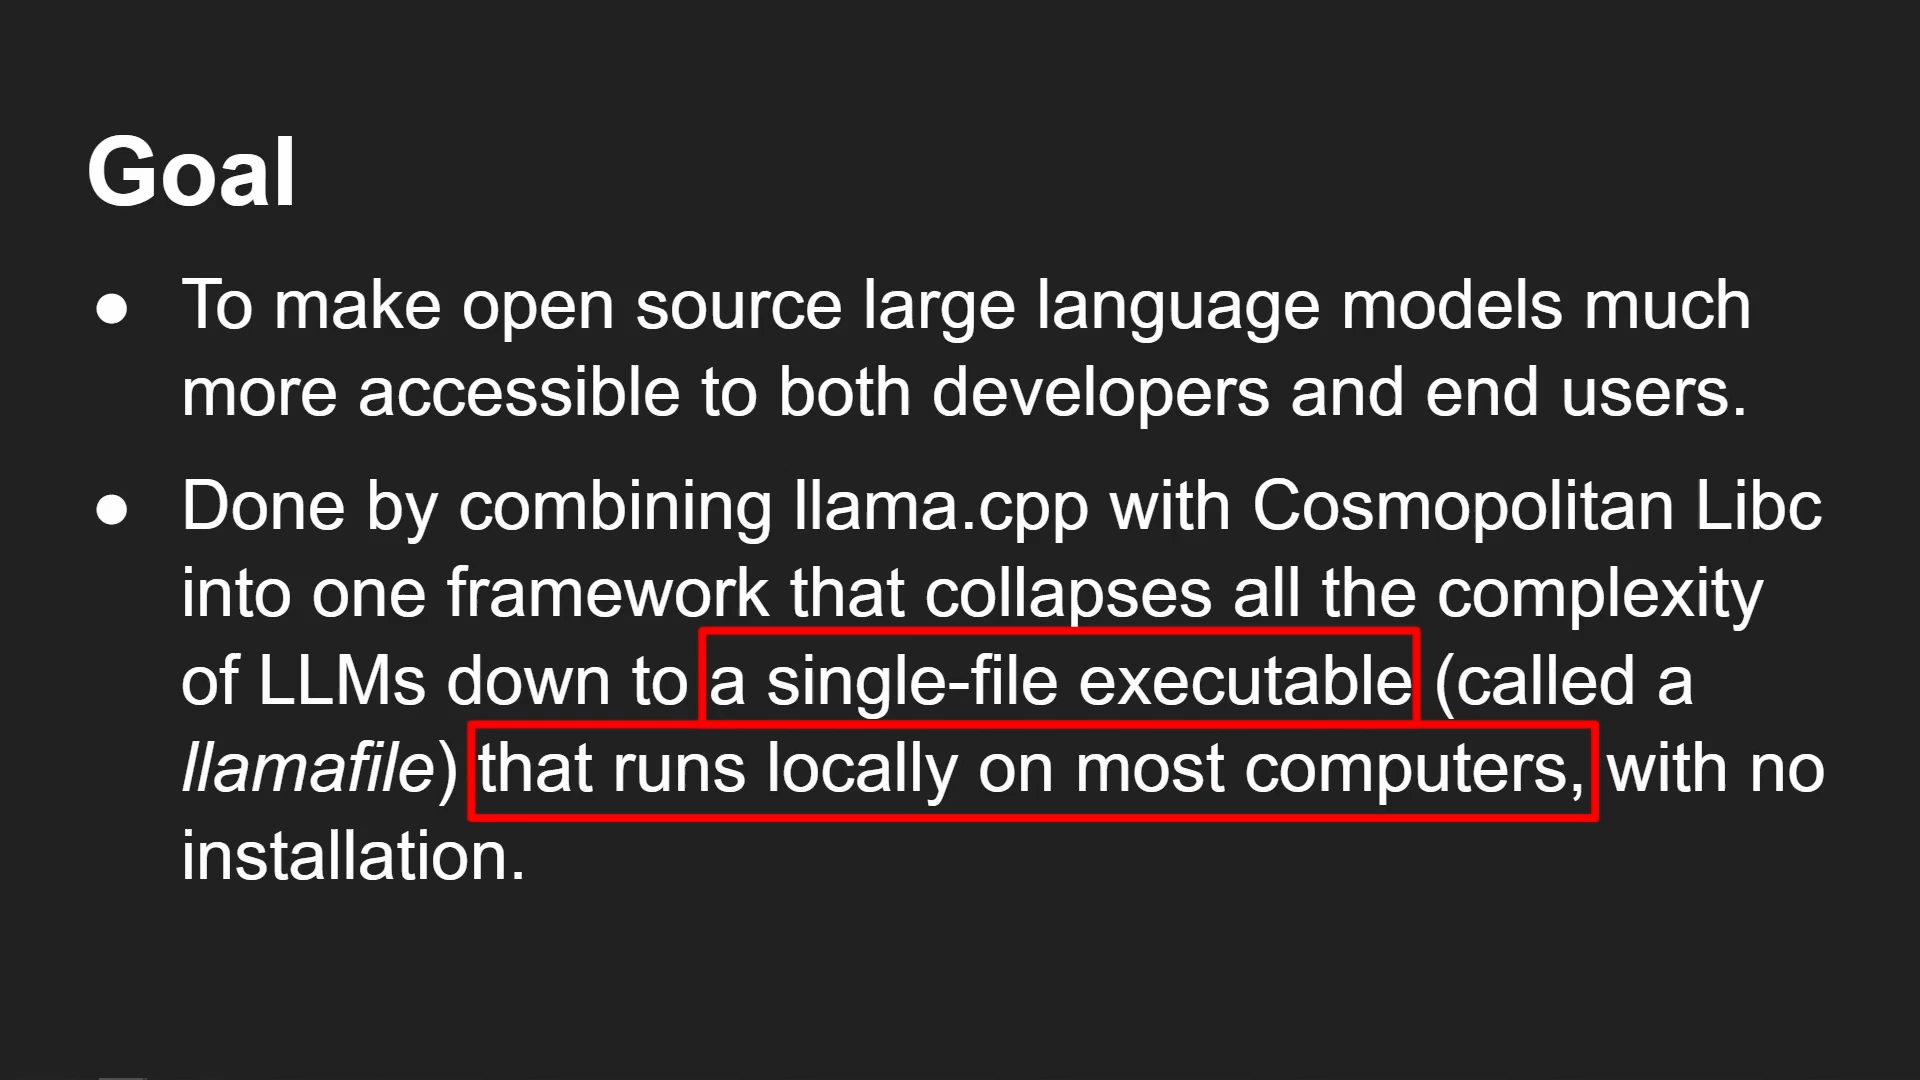 Goal
● To make open source large language models much
more accessible to both developers and end users.
● Done by combining llama.cpp with Cosmopolitan Libc
into one framework that collapses all the complexity
of LLMs down to a single-file executable (called a
llamafile) that runs locally on most computers, with no
installation.